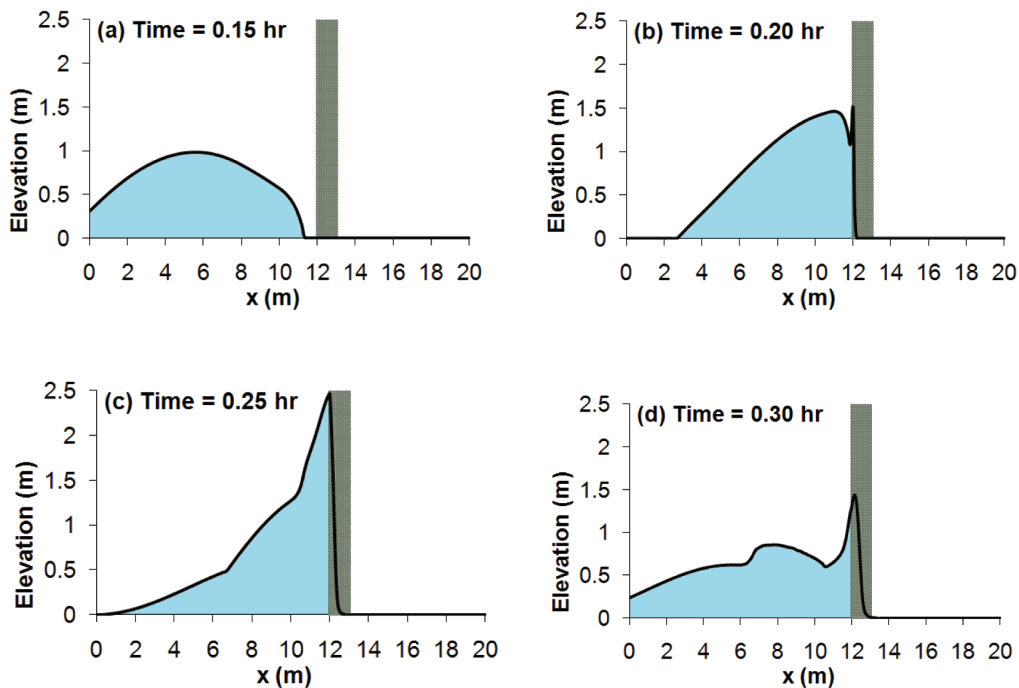 (a) Time = 0.15 hr
2.5
2
1.5
1
0.5
0
Elevation (m)
0 2 4 6 8 10 12 14 16 18 20
x (m)
(b) Time = 0.20 hr
2.5
2
1.5
1
0.5
0
Elevation (m)
0 2 4 6 8 10 12 14 16 18 20
x (m)
(c) Time = 0.25 hr
2.5
2
1.5
1
0.5
0
Elevation (m)
0 2 4 6 8 10 12 14 16 18 20
x (m)
(d) Time = 0.30 hr
2.5
2
1.5
1
0.5
0
Elevation (m)
0 2 4 6 8 10 12 14 16 18 20
x (m)